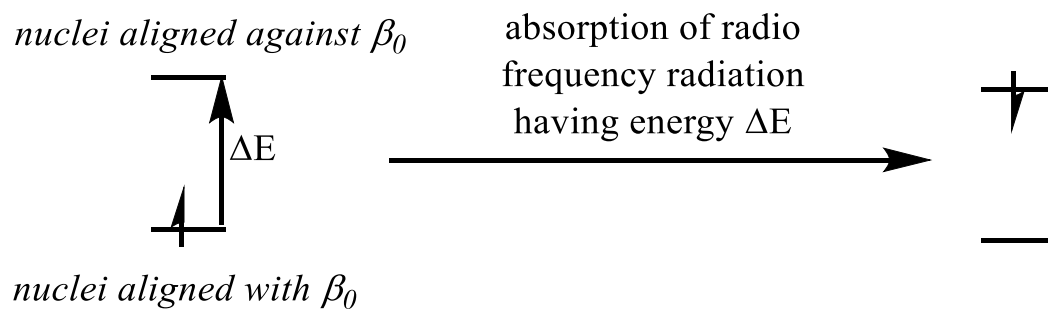 nuclei aligned against β₀
absorption of radio
frequency radiation
having energy ΔE
ΔE
nuclei aligned with β₀